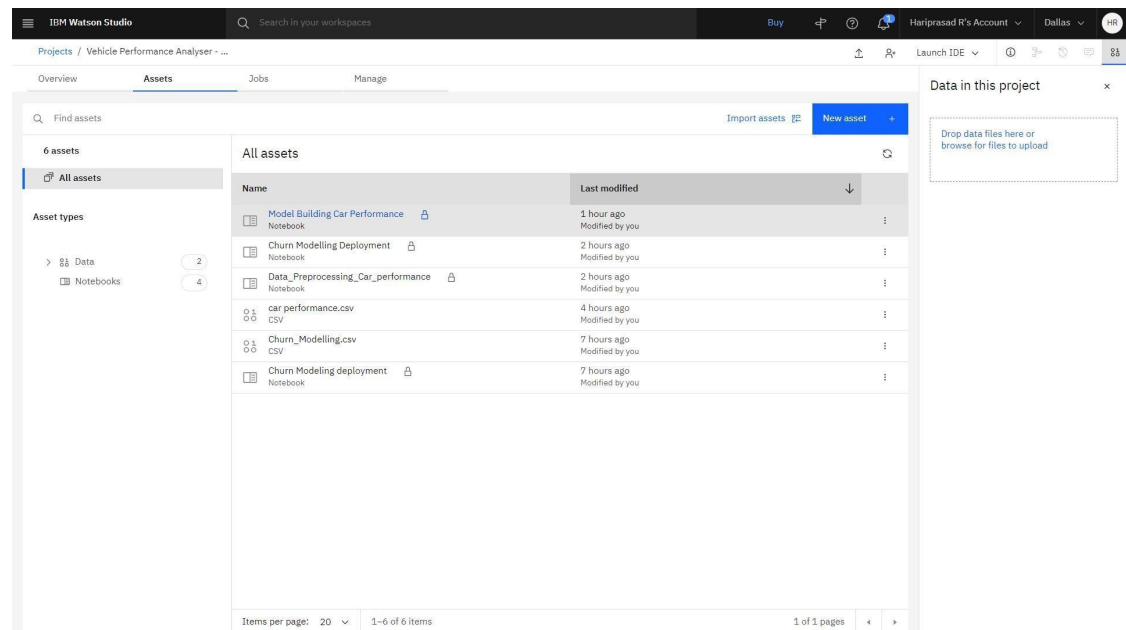 IBM Watson Studio
Search in your workspaces
Buy
1
Hariprasad R's Account
Dallas
HR
Projects / Vehicle Performance Analyser - ...
Launch IDE
Overview
Assets
Jobs
Manage
Data in this project
Find assets
Import assets
New asset +
Drop data files here or
browse for files to upload
6 assets
All assets
All assets
Name
Last modified
Asset types
Data 2
Notebooks 4
Model Building Car Performance
Notebook
1 hour ago
Modified by you
Churn Modelling Deployment
Notebook
2 hours ago
Modified by you
Data_Preprocessing_Car_performance
Notebook
2 hours ago
Modified by you
car performance.csv
CSV
4 hours ago
Modified by you
Churn_Modelling.csv
CSV
7 hours ago
Modified by you
Churn Modeling deployment
Notebook
7 hours ago
Modified by you
Items per page: 20
1–6 of 6 items
1 of 1 pages